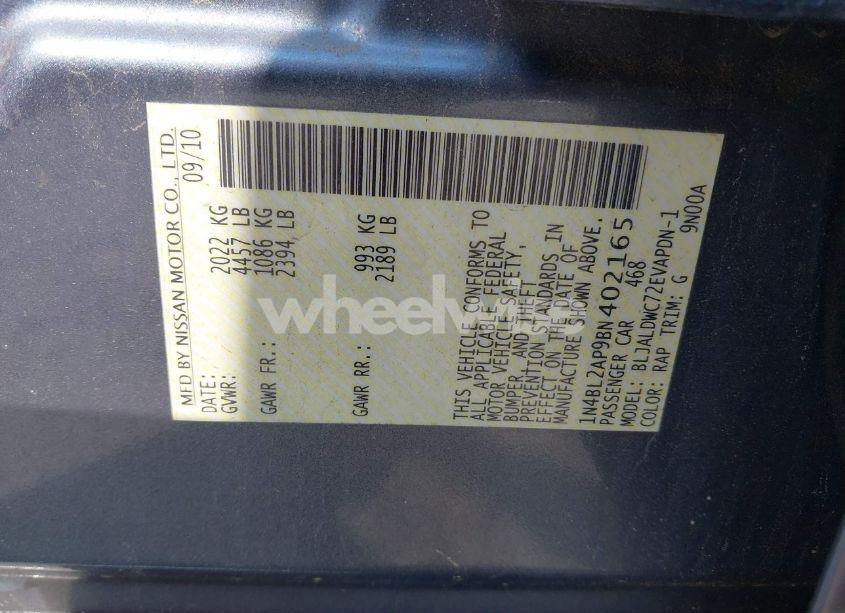 MFD BY NISSAN MOTOR CO., LTD.
DATE: 09/10
GVWR: 2022 KG
4457 LB
GAWR FR: 1086 KG
2394 LB
GAWR RR: 993 KG
2189 LB
THIS VEHICLE CONFORMS TO
ALL APPLICABLE FEDERAL
MOTOR VEHICLE SAFETY,
BUMPER, AND THEFT
PREVENTION STANDARDS IN
EFFECT ON THE DATE OF
MANUFACTURE SHOWN ABOVE.
1N4BL2AP9BN402165
PASSENGER CAR 468
MODEL: BLJALDWC72EVAPDN-1
COLOR: RAP TRIM: G 9N00A